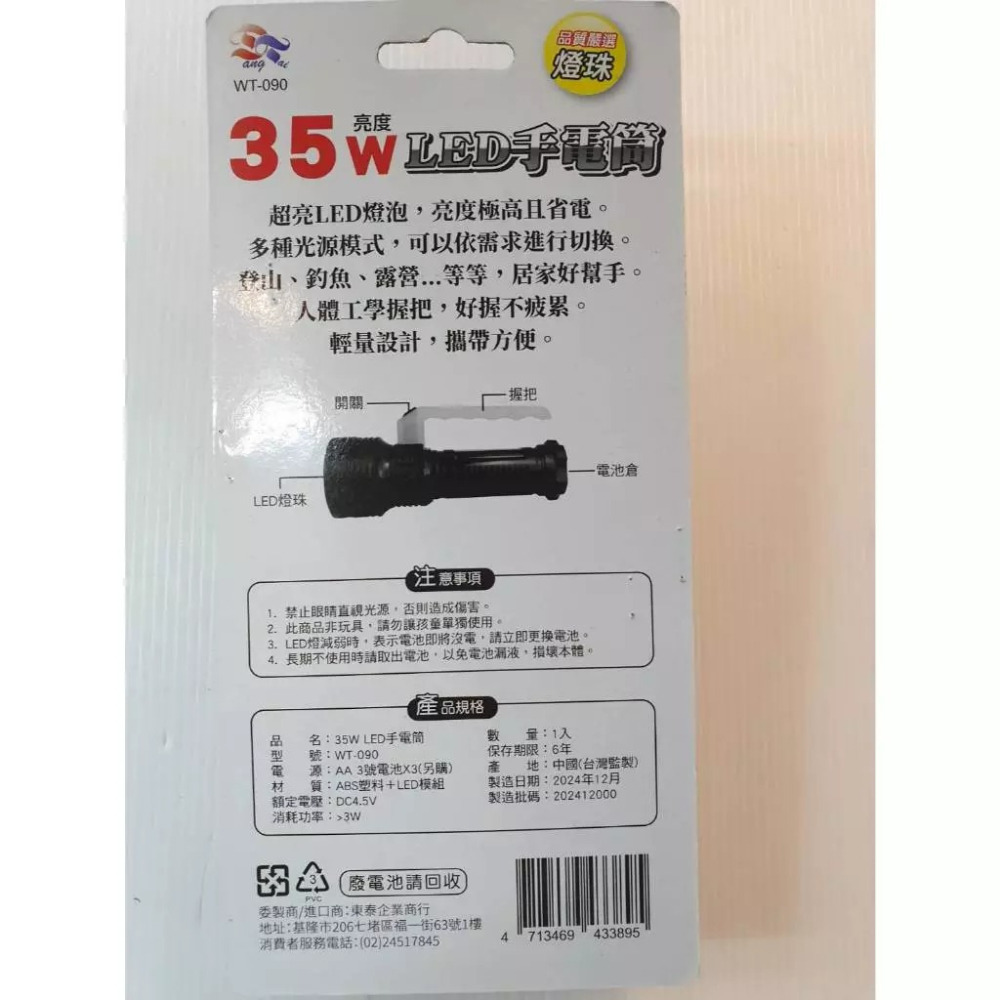 品質嚴選
燈珠
WT-090
35W亮度LED手電筒
超亮LED燈泡，亮度極高且省電。
多種光源模式，可以依需求進行切換。
登山、釣魚、露營...等等，居家好幫手。
人體工學握把，好握不疲累。
輕量設計，攜帶方便。
開關
握把
電池倉
LED燈珠
注意事項
1. 禁止眼睛直視光源，否則造成傷害。
2. 此商品非玩具，請勿讓孩童單獨使用。
3. LED燈減弱時，表示電池即將沒電，請立即更換電池。
4. 長期不使用時請取出電池，以免電池漏液，損壞本體。
產品規格
品 名：35W LED手電筒
型 號：WT-090
電 源：AA 3號電池X3(另購)
材 質：ABS塑料＋LED模組
額定電壓：DC4.5V
消耗功率：>3W
數 量：1入
保存期限：6年
產 地：中國(台灣監製)
製造日期：2024年12月
製造批碼：202412000
3
PVC
廢電池請回收
委製商/進口商：東泰企業商行
地址：基隆市206七堵區福一街63號1樓
消費者服務電話：(02)24517845
4 713469 433895